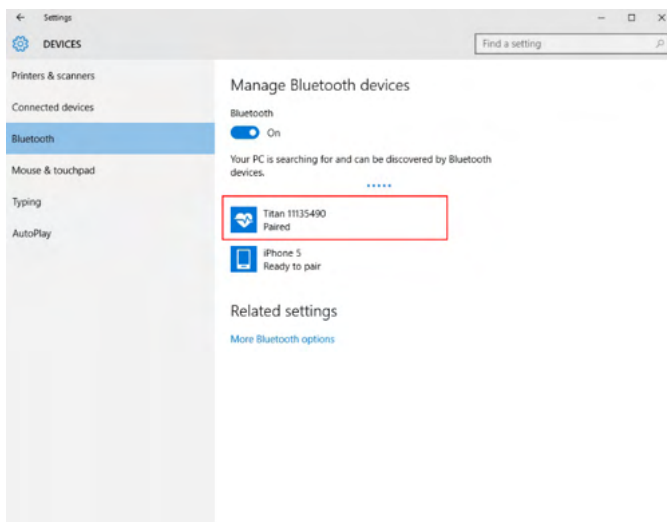 Settings
DEVICES
Find a setting
Printers & scanners
Connected devices
Bluetooth
Mouse & touchpad
Typing
AutoPlay
Manage Bluetooth devices
Bluetooth
On
Your PC is searching for and can be discovered by Bluetooth
devices.
Titan 11135490
Paired
iPhone 5
Ready to pair
Related settings
More Bluetooth options